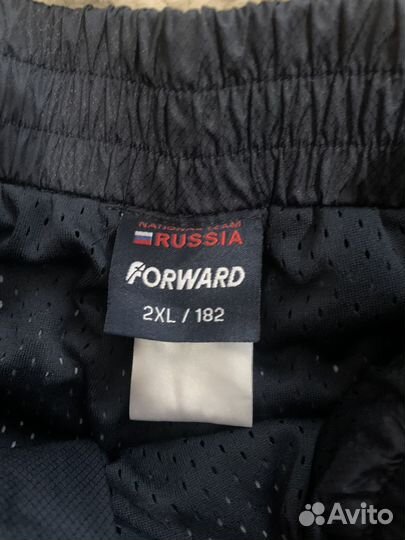 NATIONAL TEAM
RUSSIA
FORWARD
2XL / 182
Avito